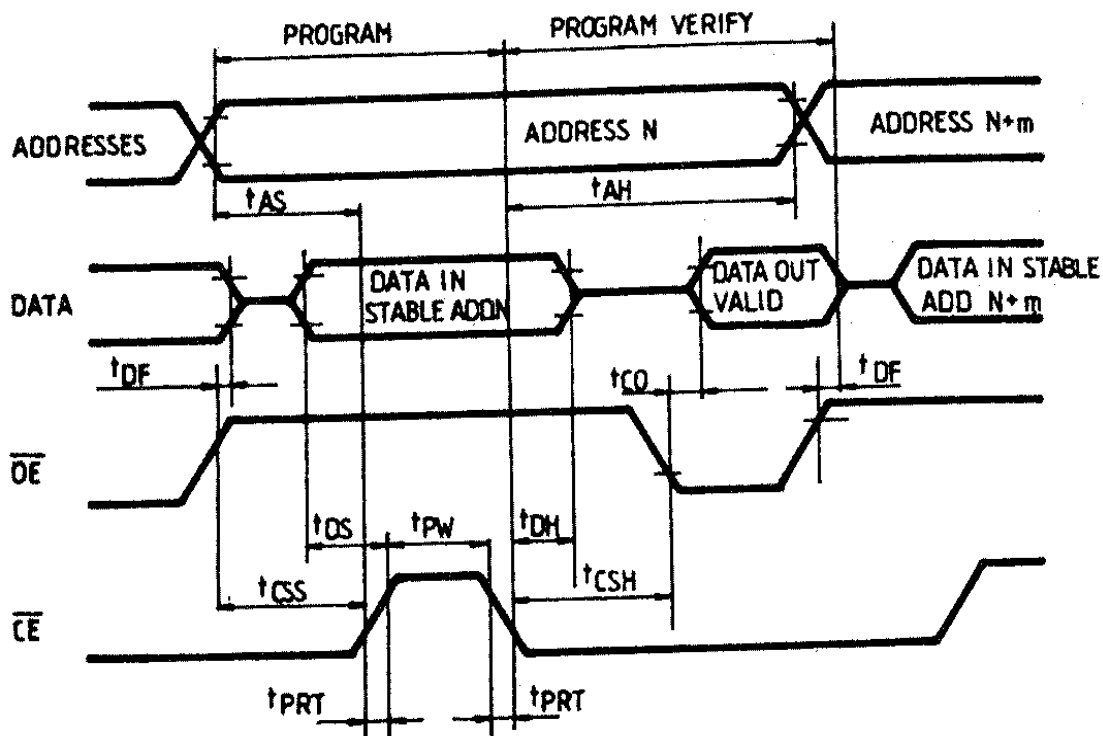 PROGRAM
PROGRAM VERIFY
ADDRESSES
ADDRESS N
ADDRESS N+m
tAS
tAH
DATA
DATA IN
STABLE ADDN
DATA OUT
VALID
DATA IN STABLE
ADD N+m
tDF
tCO
tDF
OE
tDS
tPW
tDH
tCSS
tCSH
CE
tPRT
tPRT